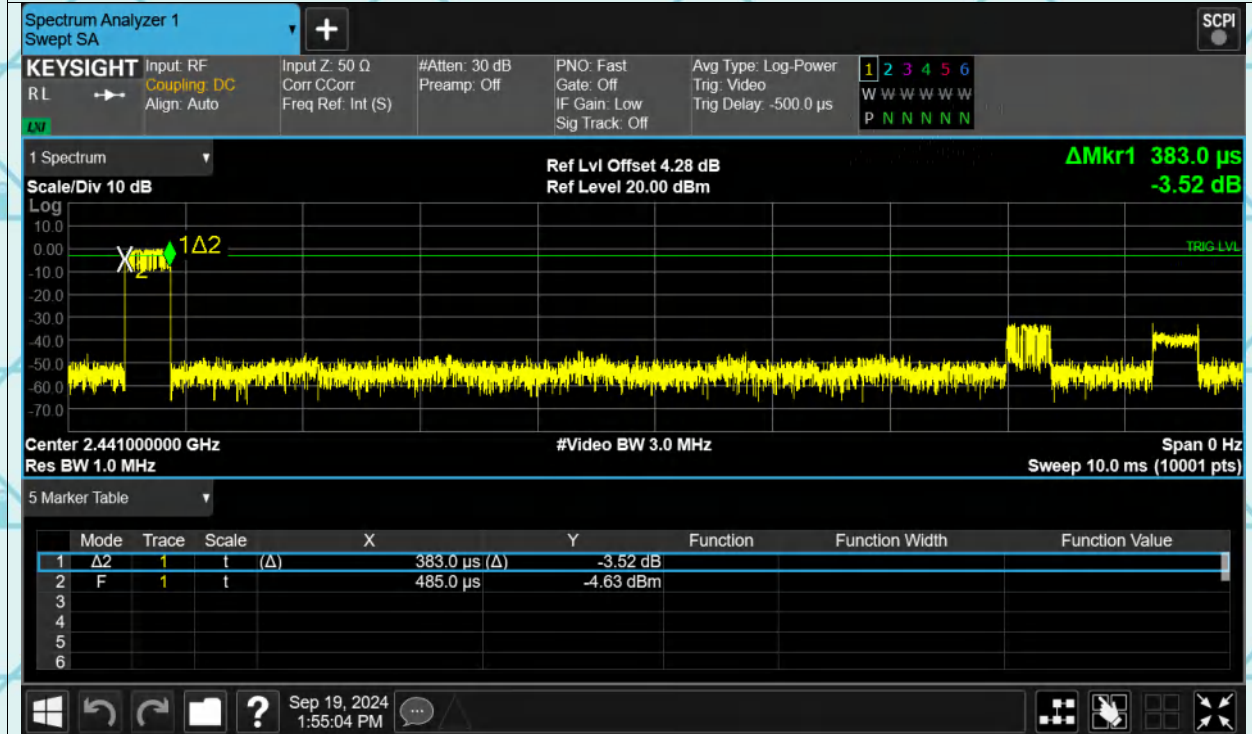 Spectrum Analyzer 1
Swept SA
SCPI
KEYSIGHT
R L
LXI
Input: RF
Coupling: DC
Align: Auto
Input Z: 50 Ω
Corr CCorr
Freq Ref: Int (S)
#Atten: 30 dB
Preamp: Off
PNO: Fast
Gate: Off
IF Gain: Low
Sig Track: Off
Avg Type: Log-Power
Trig: Video
Trig Delay: -500.0 µs
1 2 3 4 5 6
W W W W W W
P N N N N N
1 Spectrum
Scale/Div 10 dB
Ref Lvl Offset 4.28 dB
Ref Level 20.00 dBm
ΔMkr1 383.0 µs
-3.52 dB
Log
10.0
0.00
-10.0
-20.0
-30.0
-40.0
-50.0
-60.0
-70.0
1Δ2
2
TRIG LVL
Center 2.441000000 GHz
#Video BW 3.0 MHz
Span 0 Hz
Res BW 1.0 MHz
Sweep 10.0 ms (10001 pts)
5 Marker Table
Mode Trace Scale X Y Function Function Width Function Value
1 Δ2 1 t (Δ) 383.0 µs (Δ) -3.52 dB
2 F 1 t 485.0 µs -4.63 dBm
3
4
5
6
?
Sep 19, 2024
1:55:04 PM